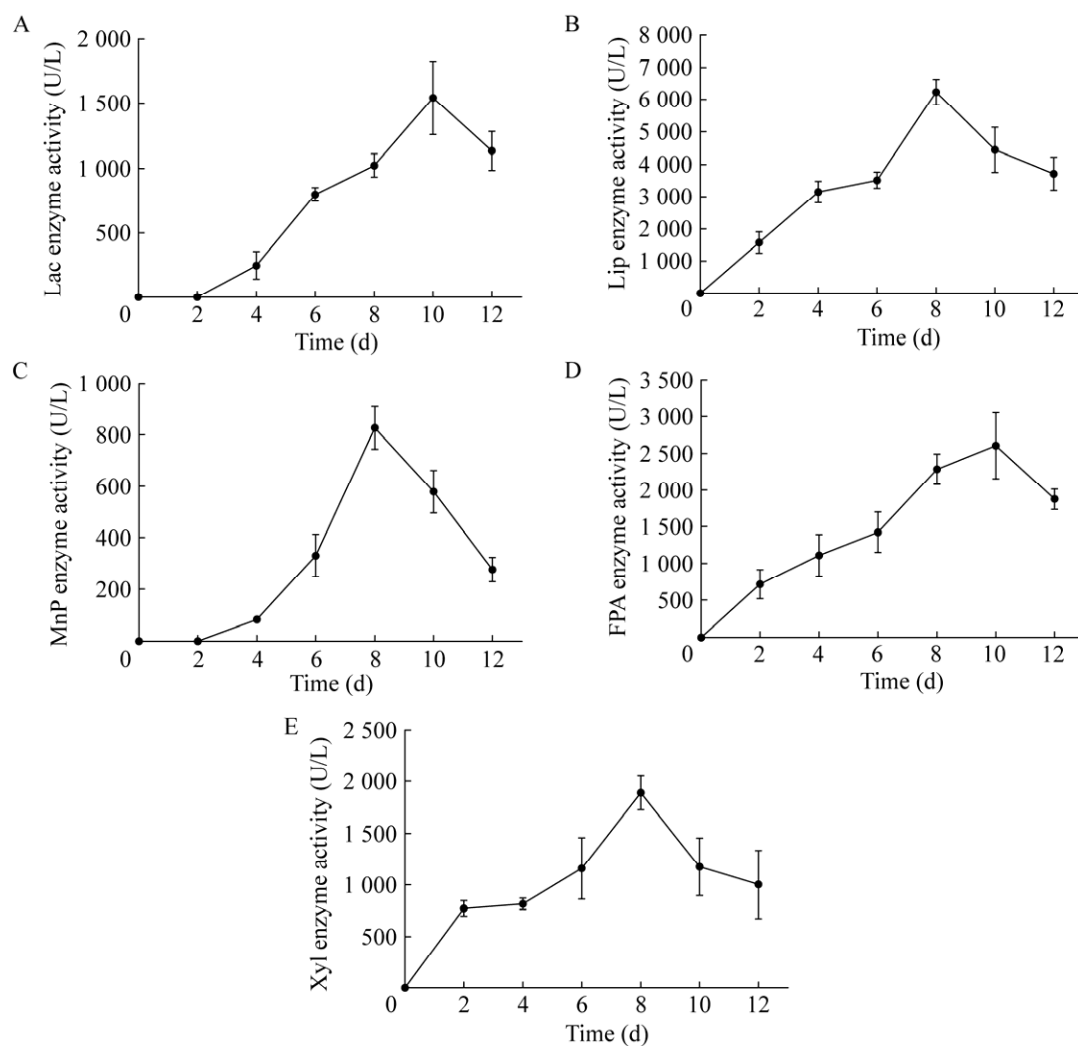 A
Lac enzyme activity (U/L)
2 000
1 500
1 000
500
0
2 4 6 8 10 12
Time (d)
B
Lip enzyme activity (U/L)
8 000
7 000
6 000
5 000
4 000
3 000
2 000
1 000
0
2 4 6 8 10 12
Time (d)
C
MnP enzyme activity (U/L)
1 000
800
600
400
200
0
2 4 6 8 10 12
Time (d)
D
FPA enzyme activity (U/L)
3 500
3 000
2 500
2 000
1 500
1 000
500
0
2 4 6 8 10 12
Time (d)
E
Xyl enzyme activity (U/L)
2 500
2 000
1 500
1 000
500
0
2 4 6 8 10 12
Time (d)